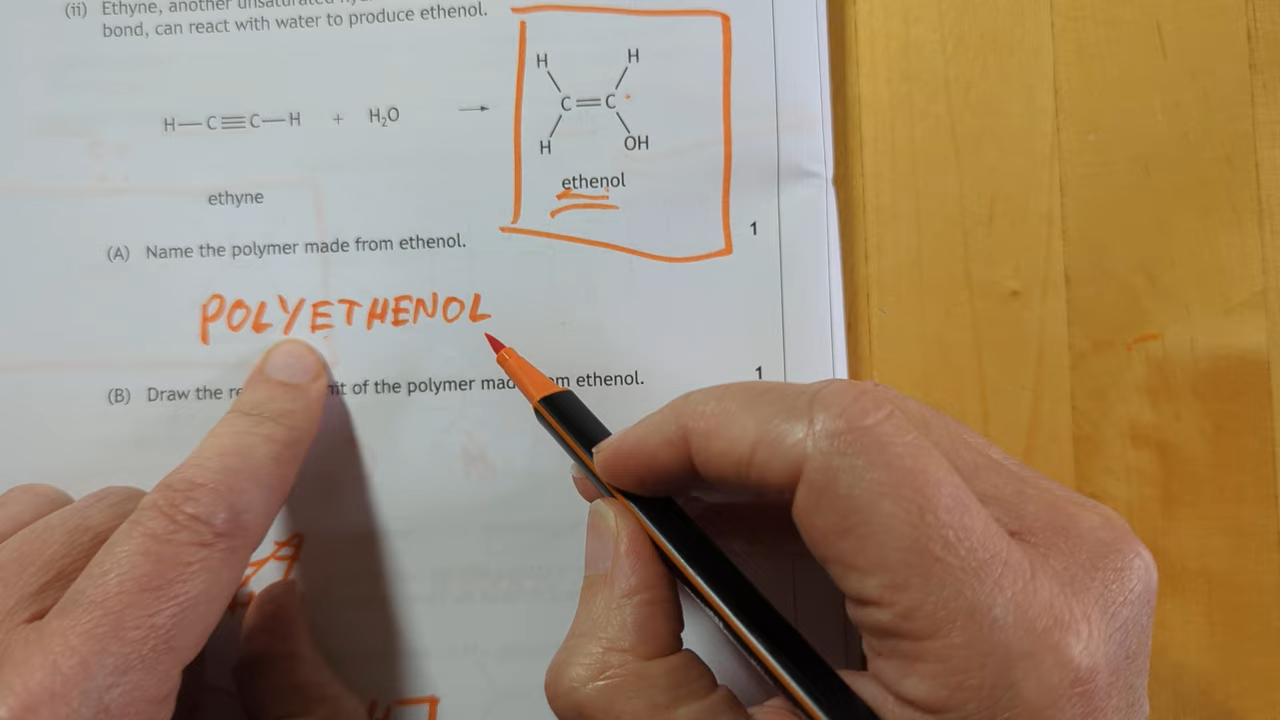 (ii) Ethyne, another unsaturated
bond, can react with water to produce ethenol.
H H
H—C≡C—H + H₂O → C=C
H OH
ethenol
ethyne
(A) Name the polymer made from ethenol. 1
POLYETHENOL
(B) Draw the of the polymer ethenol. 1